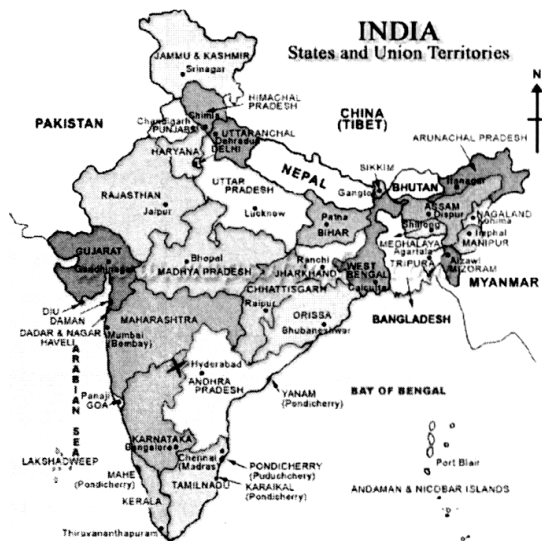 INDIA
States and Union Territories
JAMMU & KASHMIR
Srinagar
HIMACHAL
PRADESH
N
Shimla
Chandigarh
PUNJAB
PAKISTAN
CHINA
(TIBET)
UTTARANCHAL
Dehradun
DELHI
HARYANA
ARUNACHAL PRADESH
SIKKIM
NEPAL
BHUTAN
Itanagar
RAJASTHAN
Jaipur
UTTAR
PRADESH
Lucknow
Gangtok
ASSAM
Dispur
NAGALAND
Kohima
Patna
BIHAR
Shillong
MEGHALAYA
Imphal
MANIPUR
GUJARAT
Gandhinagar
Bhopal
MADHYA PRADESH
Ranchi
JHARKHAND
WEST
BENGAL
Calcutta
Agartala
TRIPURA
Aizawl
MIZORAM
MYANMAR
CHHATTISGARH
Raipur
DIU
DAMAN
DADAR & NAGAR
HAVELI
MAHARASHTRA
Mumbai
(Bombay)
ORISSA
Bhubaneshwar
BANGLADESH
ARABIAN SEA
Hyderabad
ANDHRA
PRADESH
YANAM
(Pondicherry)
BAY OF BENGAL
Panaji
GOA
KARNATAKA
Bangalore
Chennai
(Madras)
LAKSHADWEEP
MAHE
(Pondicherry)
PONDICHERRY
(Puduchery)
KARAIKAL
(Pondicherry)
TAMILNADU
KERALA
Port Blair
ANDAMAN & NICOBAR ISLANDS
Thiruvananthapuram